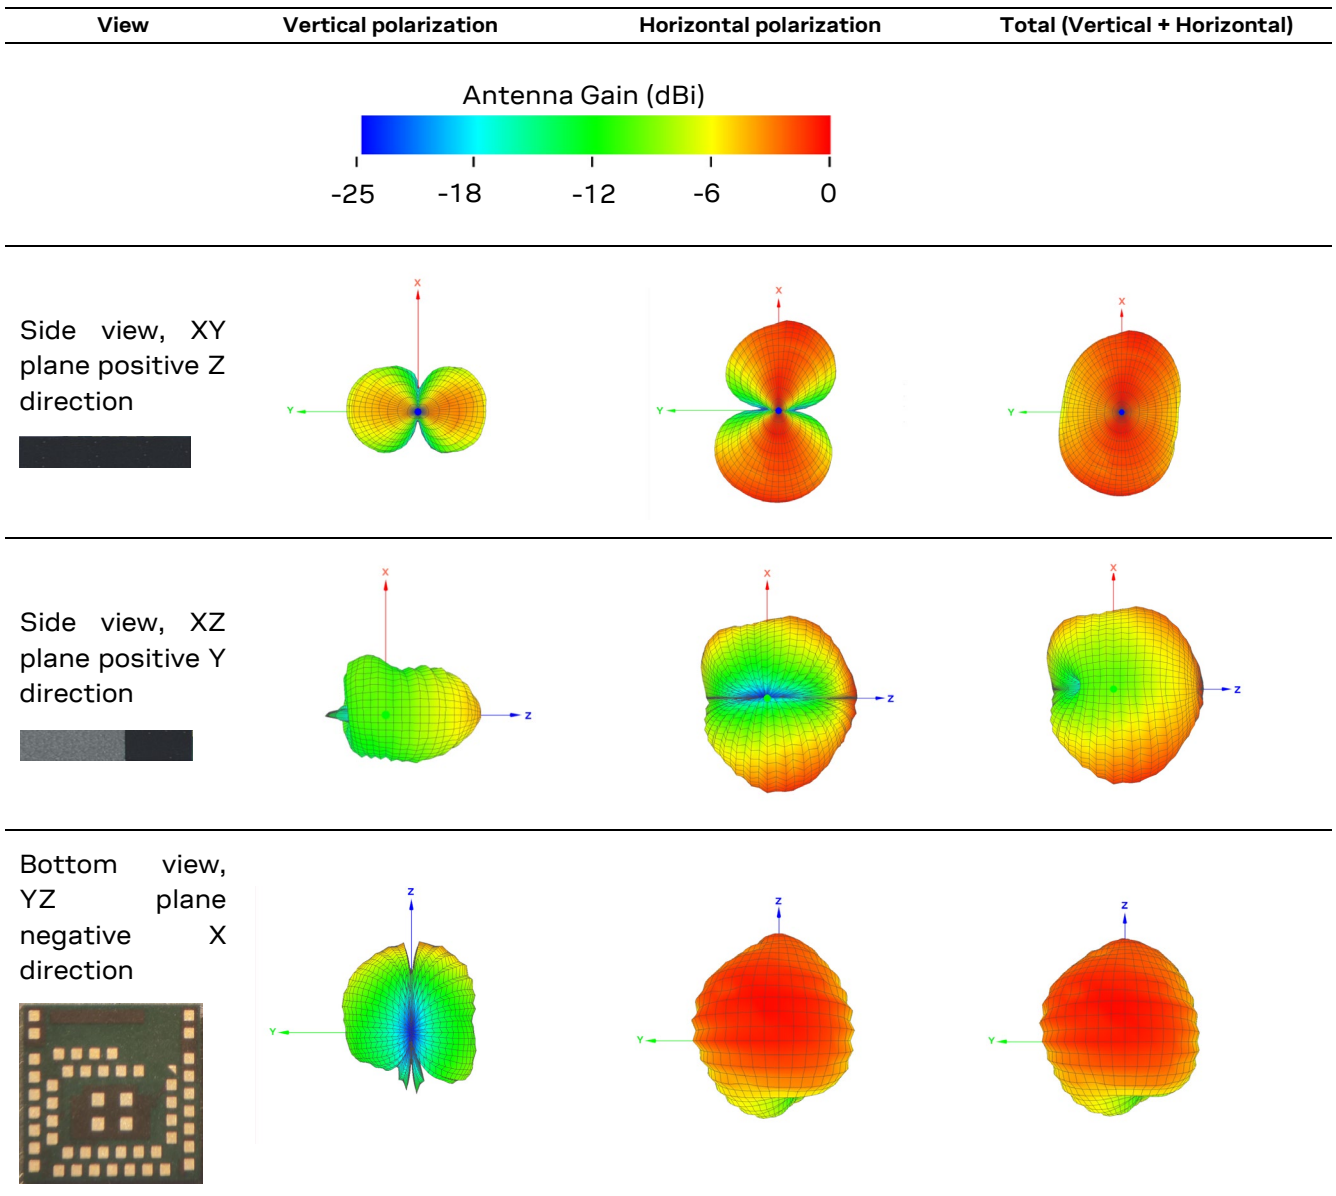 View Vertical polarization Horizontal polarization Total (Vertical + Horizontal)
Antenna Gain (dBi)
-25 -18 -12 -6 0
Side view, XY
plane positive Z
direction
X
Y
X
Y
X
Y
Side view, XZ
plane positive Y
direction
X
Z
X
Z
X
Z
Bottom view,
YZ plane
negative X
direction
Z
Y
Z
Y
Z
Y